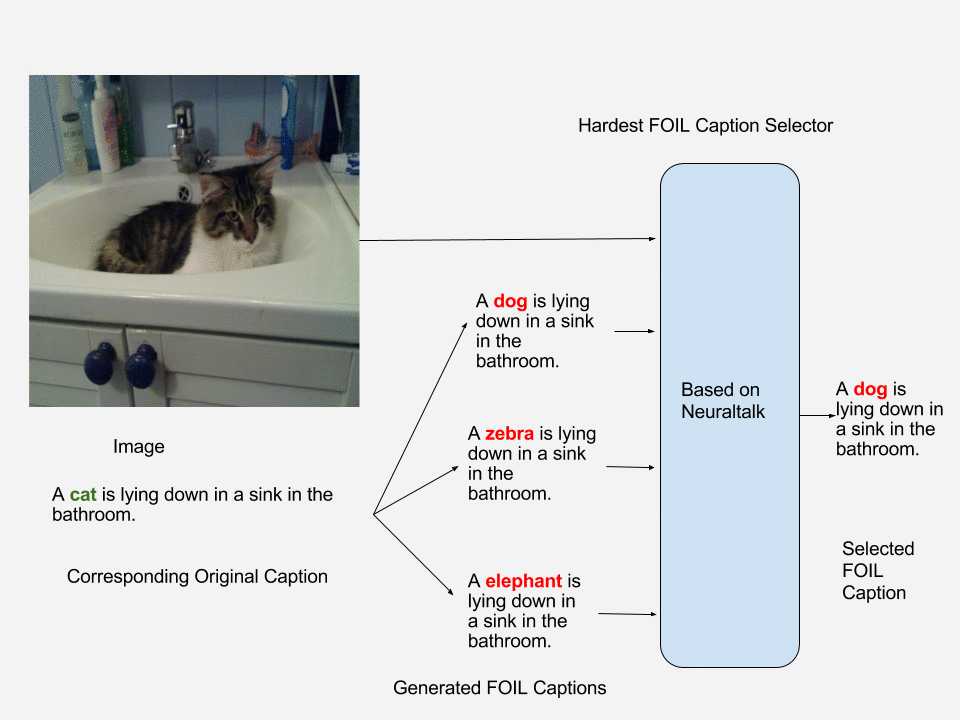 Hardest FOIL Caption Selector
A dog is lying
down in a sink
in the
bathroom.
Based on
Neuraltalk
A dog is
lying down in
a sink in the
bathroom.
Image
A zebra is lying
down in a sink
in the
bathroom.
A cat is lying down in a sink in the
bathroom.
Corresponding Original Caption
Selected
FOIL
Caption
A elephant is
lying down in
a sink in the
bathroom.
Generated FOIL Captions